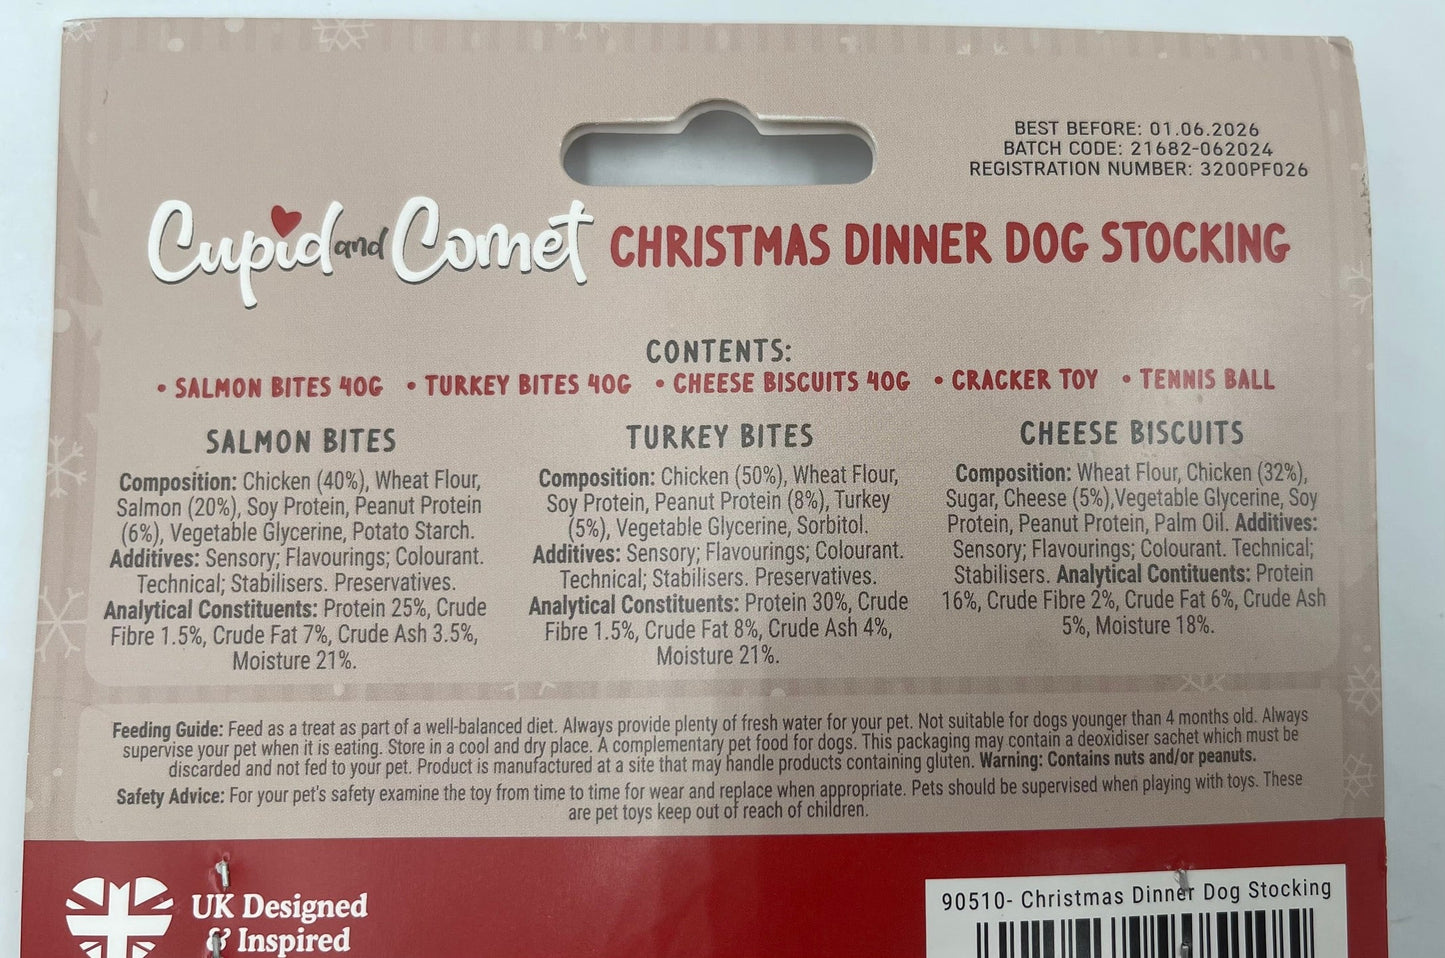 BEST BEFORE: 01.06.2026
BATCH CODE: 21682-062024
REGISTRATION NUMBER: 3200PF026
Cupid and Comet CHRISTMAS DINNER DOG STOCKING
CONTENTS:
• SALMON BITES 40G • TURKEY BITES 40G • CHEESE BISCUITS 40G • CRACKER TOY • TENNIS BALL
SALMON BITES
Composition: Chicken (40%), Wheat Flour,
Salmon (20%), Soy Protein, Peanut Protein
(6%), Vegetable Glycerine, Potato Starch.
Additives: Sensory; Flavourings; Colourant.
Technical; Stabilisers. Preservatives.
Analytical Constituents: Protein 25%, Crude
Fibre 1.5%, Crude Fat 7%, Crude Ash 3.5%,
Moisture 21%.
TURKEY BITES
Composition: Chicken (50%), Wheat Flour,
Soy Protein, Peanut Protein (8%), Turkey
(5%), Vegetable Glycerine, Sorbitol.
Additives: Sensory; Flavourings; Colourant.
Technical; Stabilisers. Preservatives.
Analytical Constituents: Protein 30%, Crude
Fibre 1.5%, Crude Fat 8%, Crude Ash 4%,
Moisture 21%.
CHEESE BISCUITS
Composition: Wheat Flour, Chicken (32%),
Sugar, Cheese (5%),Vegetable Glycerine, Soy
Protein, Peanut Protein, Palm Oil. Additives:
Sensory; Flavourings; Colourant. Technical;
Stabilisers. Analytical Contituents: Protein
16%, Crude Fibre 2%, Crude Fat 6%, Crude Ash
5%, Moisture 18%.
Feeding Guide: Feed as a treat as part of a well-balanced diet. Always provide plenty of fresh water for your pet. Not suitable for dogs younger than 4 months old. Always
supervise your pet when it is eating. Store in a cool and dry place. A complementary pet food for dogs. This packaging may contain a deoxidiser sachet which must be
discarded and not fed to your pet. Product is manufactured at a site that may handle products containing gluten. Warning: Contains nuts and/or peanuts.
Safety Advice: For your pet's safety examine the toy from time to time for wear and replace when appropriate. Pets should be supervised when playing with toys. These
are pet toys keep out of reach of children.
UK Designed
& Inspired
90510- Christmas Dinner Dog Stocking